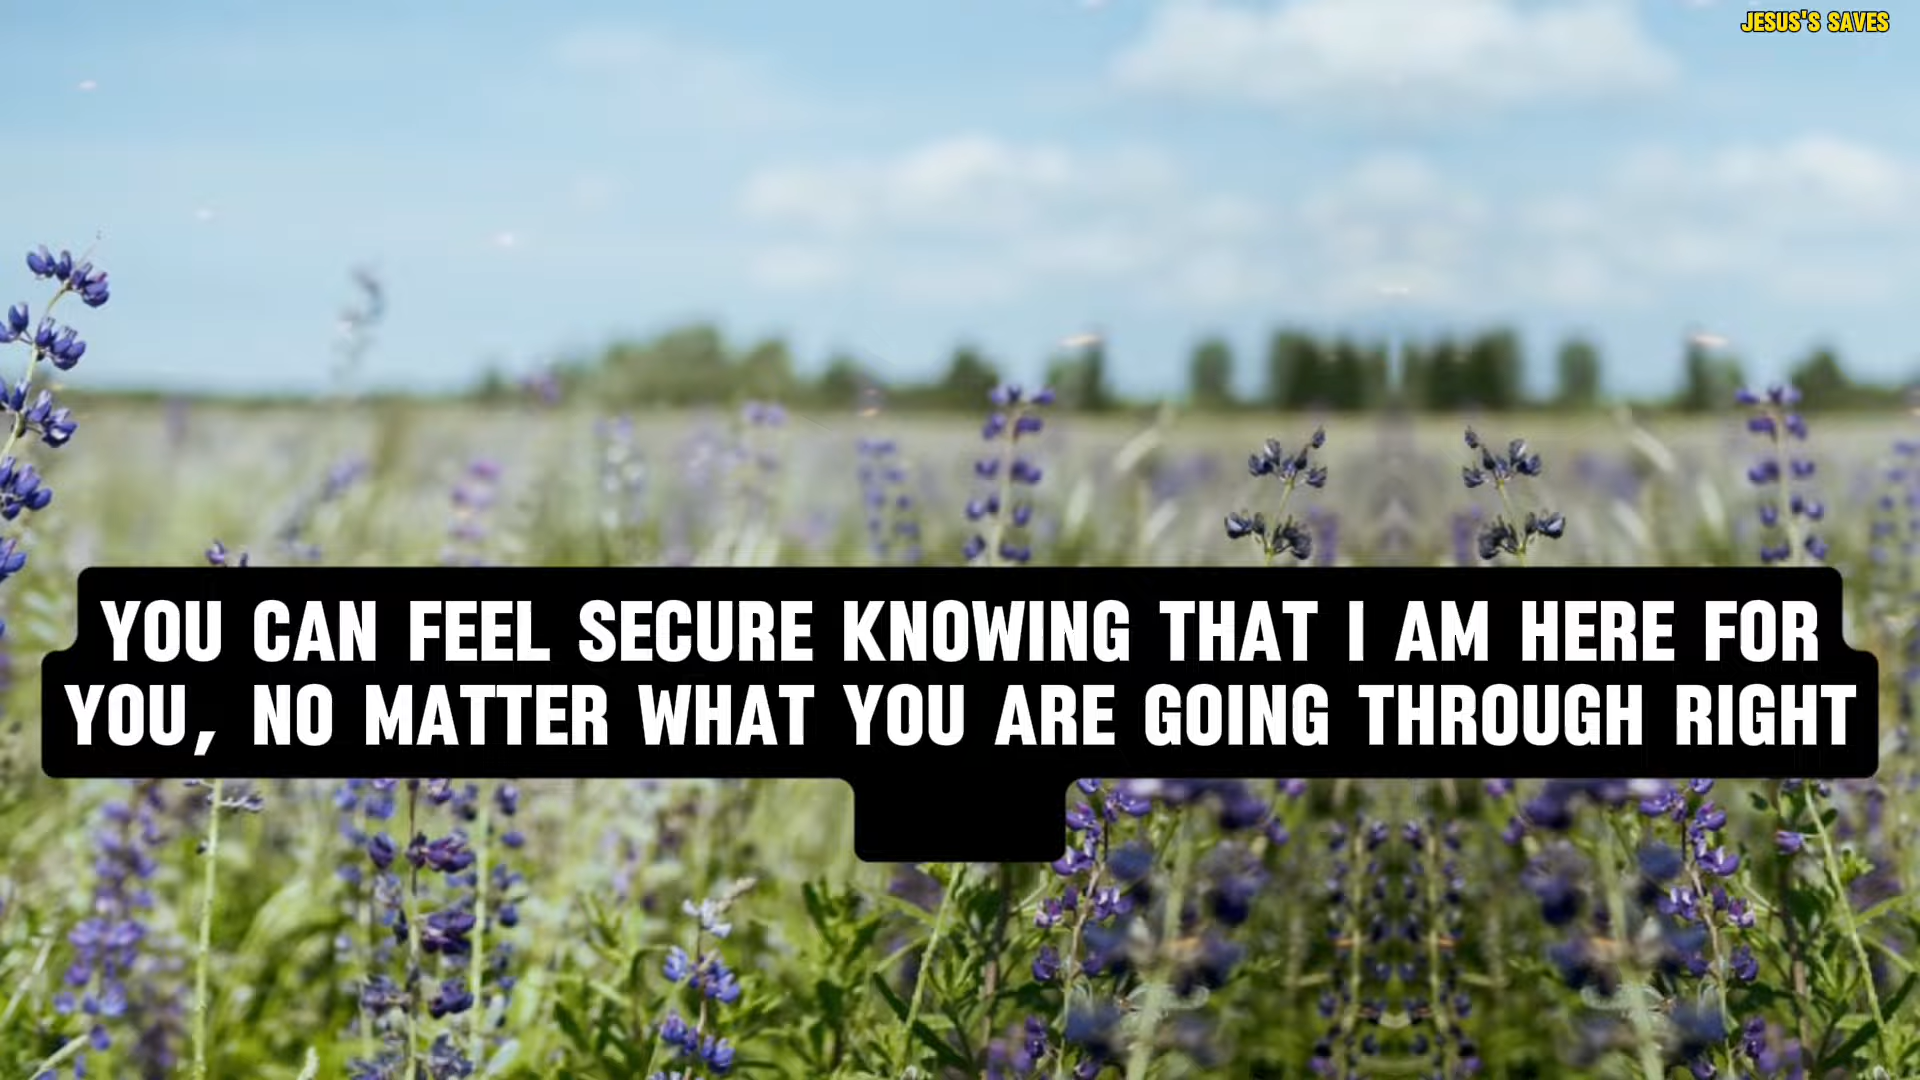 JESUS'S SAVES
YOU CAN FEEL SECURE KNOWING THAT I AM HERE FOR
YOU, NO MATTER WHAT YOU ARE GOING THROUGH RIGHT